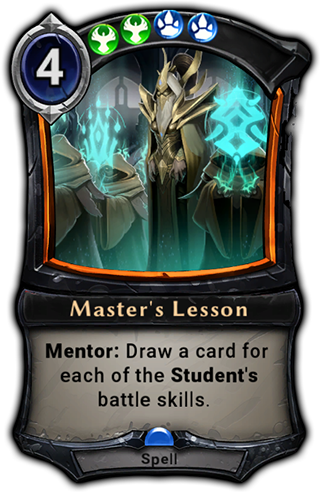 4
Master's Lesson
Mentor: Draw a card for
each of the Student's
battle skills.
Spell